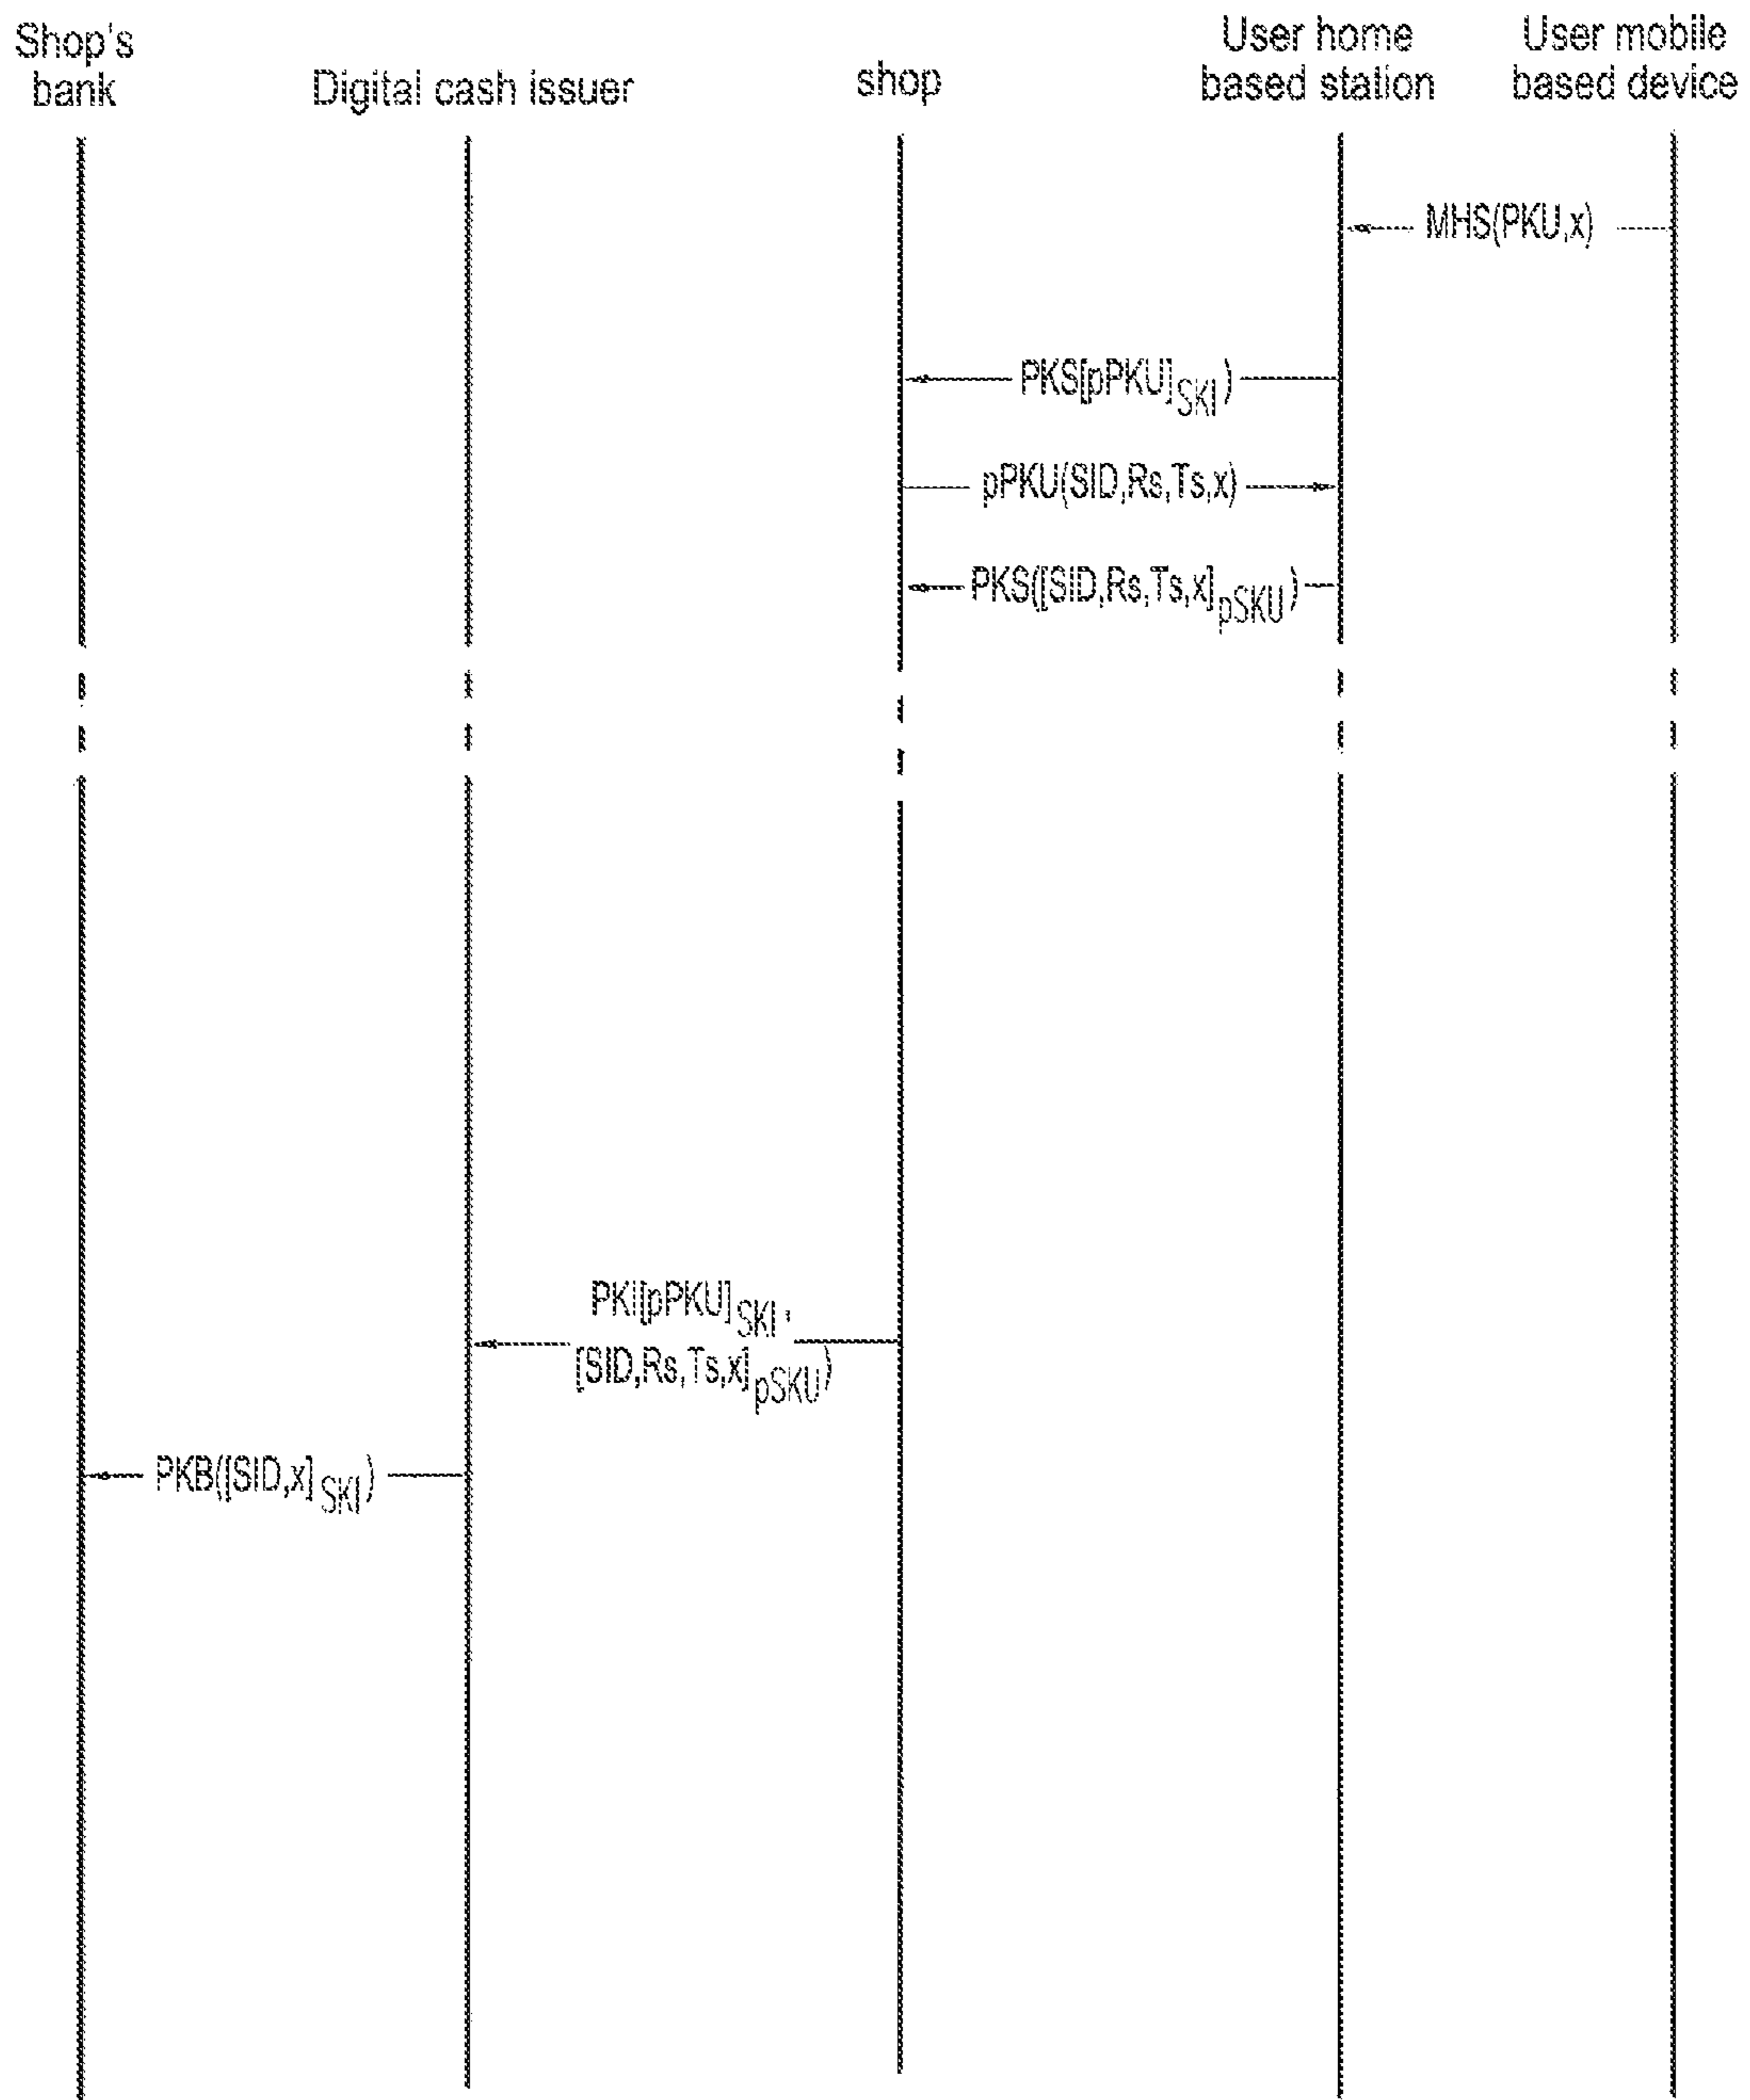 Shop's
bank
Digital cash issuer
shop
User home
based station
User mobile
based device
MHS(PKU,x)
PKS[pPKU]SKI)
pPKU(SID,Rs,Ts,x)
PKS([SID,Rs,Ts,x]pSKU)
PKI[pPKU]SKI,
[SID,Rs,Ts,x]pSKU)
PKB([SID,x]SKI)